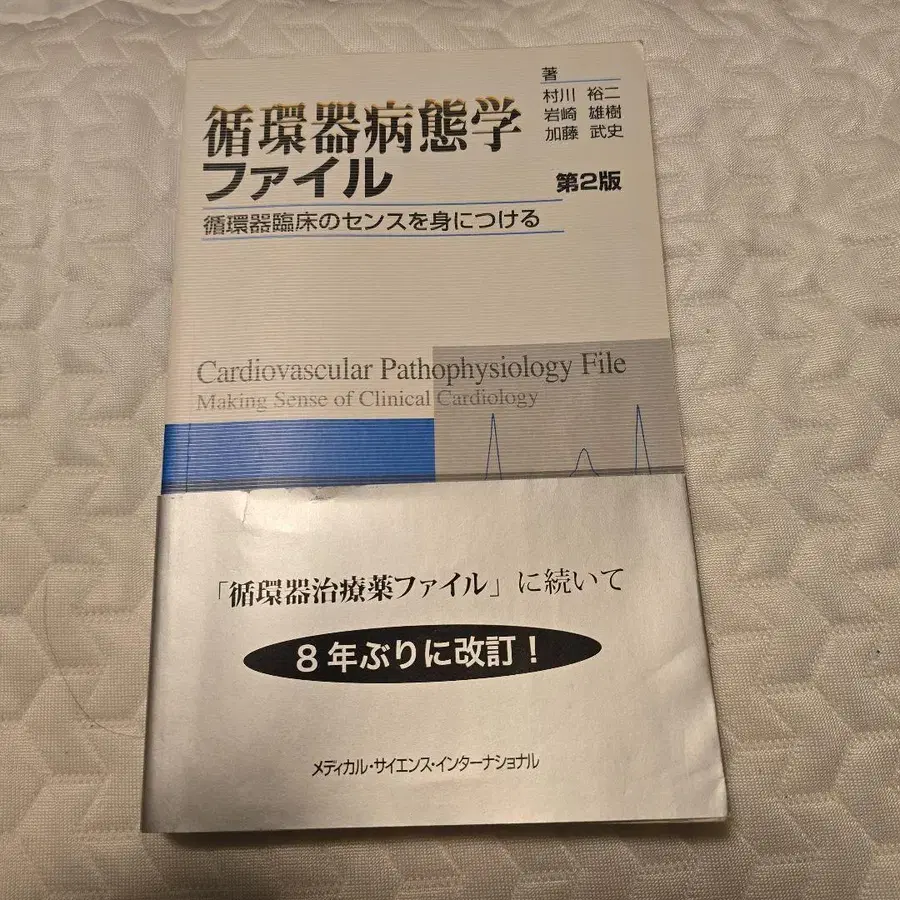 循環器病態学
ファイル
第2版
循環器臨床のセンスを身につける
著
村川 裕二
岩崎 雄樹
加藤 武史
Cardiovascular Pathophysiology File
Making Sense of Clinical Cardiology
「循環器治療薬ファイル」に続いて
8年ぶりに改訂！
メディカル・サイエンス・インターナショナル